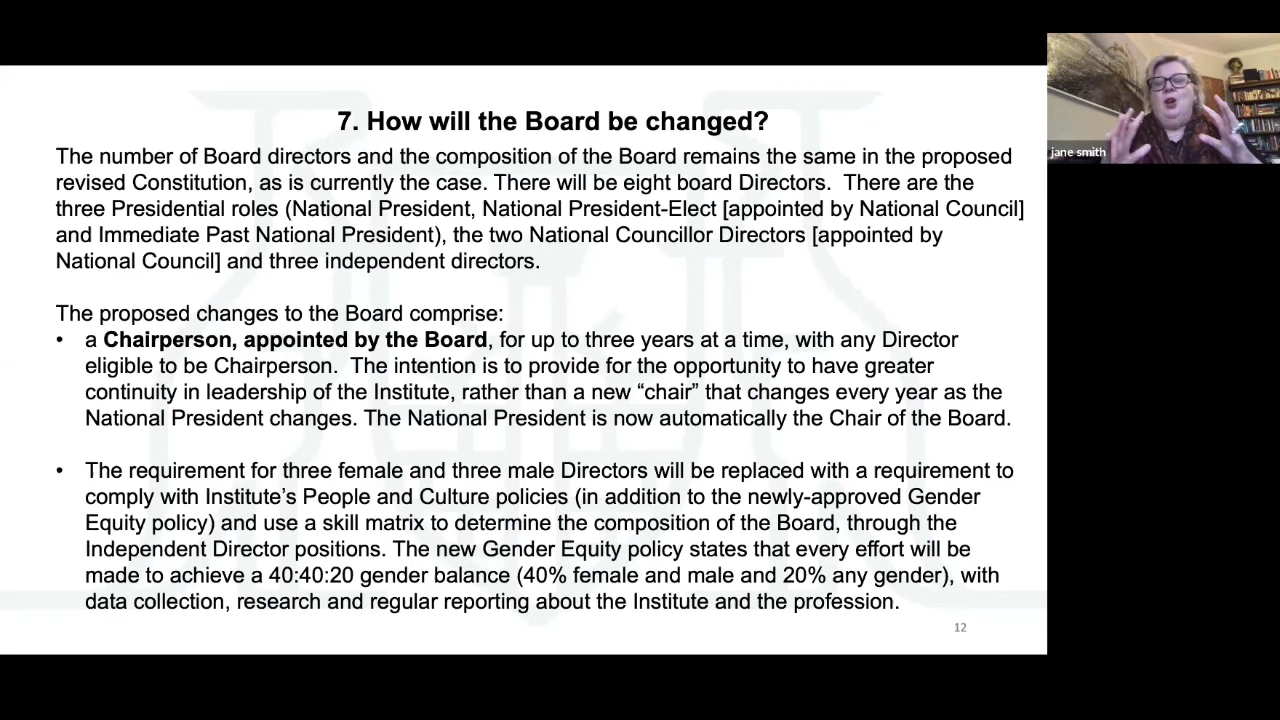 7. How will the Board be changed?
The number of Board directors and the composition of the Board remains the same in the proposed
revised Constitution, as is currently the case. There will be eight board Directors.  There are the
three Presidential roles (National President, National President-Elect [appointed by National Council]
and Immediate Past National President), the two National Councillor Directors [appointed by
National Council] and three independent directors.
The proposed changes to the Board comprise:
• a Chairperson, appointed by the Board, for up to three years at a time, with any Director
eligible to be Chairperson.  The intention is to provide for the opportunity to have greater
continuity in leadership of the Institute, rather than a new “chair” that changes every year as the
National President changes. The National President is now automatically the Chair of the Board.
• The requirement for three female and three male Directors will be replaced with a requirement to
comply with Institute’s People and Culture policies (in addition to the newly-approved Gender
Equity policy) and use a skill matrix to determine the composition of the Board, through the
Independent Director positions. The new Gender Equity policy states that every effort will be
made to achieve a 40:40:20 gender balance (40% female and male and 20% any gender), with
data collection, research and regular reporting about the Institute and the profession.
12
jane smith